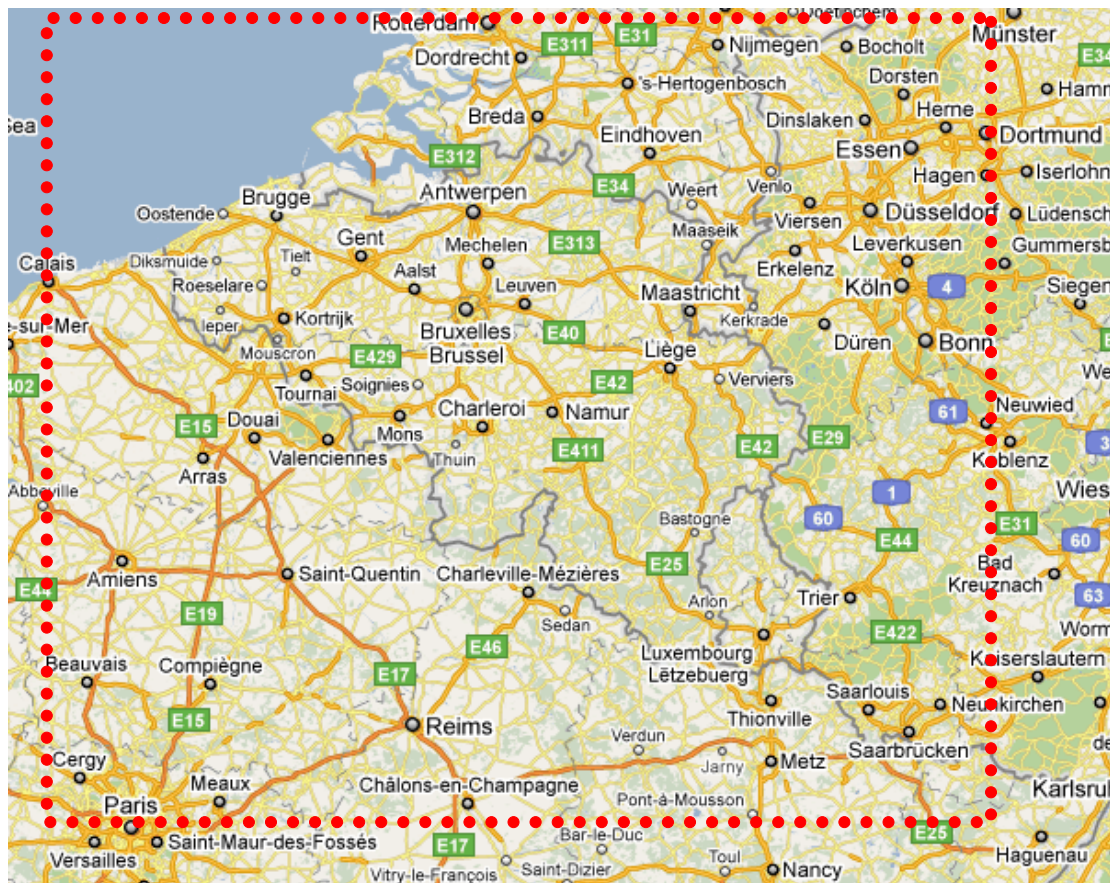 Rotterdam
E311
E31
Doetinchem
Münster
Dordrecht
Nijmegen
Bocholt
E34
's-Hertogenbosch
Dorsten
Hamm
Sea
Breda
Eindhoven
Dinslaken
Herne
Dortmund
E312
Essen
Hagen
Iserlohn
Brugge
Antwerpen
E34
Weert
Venlo
Oostende
Viersen
Düsseldorf
Lüdensch
Gent
Mechelen
E313
Maaseik
Leverkusen
Gummersb
Calais
Diksmuide
Tielt
Aalst
Erkelenz
Roeselare
Leuven
Maastricht
Köln
4
Siegen
e-sur-Mer
Ieper
Kortrijk
Bruxelles
Brussel
E40
Kerkrade
Düren
Bonn
Mouscron
E429
Liège
402
Tournai
Soignies
E42
Verviers
We
E15
Douai
Charleroi
Namur
61
Neuwied
Mons
E411
E42
E29
3
Arras
Valenciennes
Thuin
Koblenz
Abbeville
1
Wies
60
Bastogne
E31
E44
60
Amiens
Saint-Quentin
Charleville-Mézières
E25
Bad
Kreuznach
E44
E19
Sedan
Arlon
Trier
63
E46
E422
Worm
Beauvais
Compiègne
E17
Luxembourg
Lëtzebuerg
Kaiserslautern
E15
Reims
Thionville
Saarlouis
Neunkirchen
Verdun
Saarbrücken
de
Cergy
Jarny
Metz
Meaux
Châlons-en-Champagne
Karlsruh
Paris
Pont-à-Mousson
Saint-Maur-des-Fossés
E17
Bar-le-Duc
E25
Versailles
Vitry-le-François
Saint-Dizier
Toul
Nancy
Haguenau